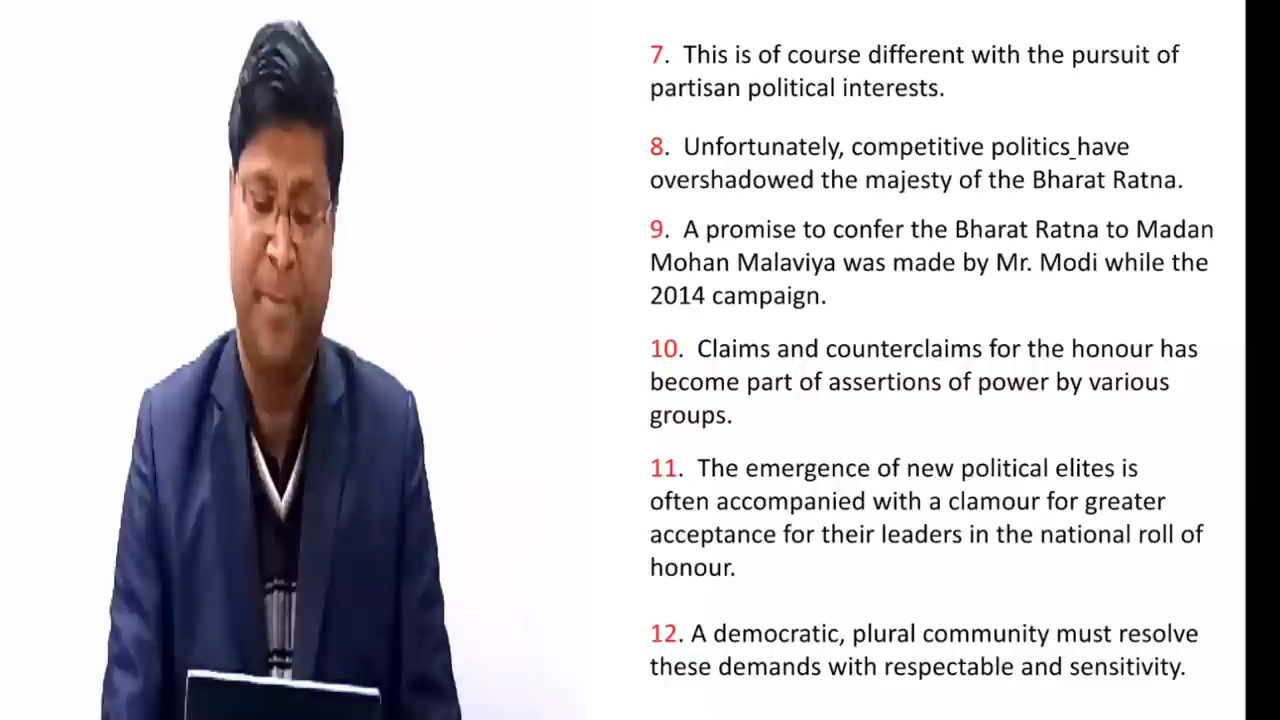 7. This is of course different with the pursuit of
partisan political interests.
8. Unfortunately, competitive politics have
overshadowed the majesty of the Bharat Ratna.
9. A promise to confer the Bharat Ratna to Madan
Mohan Malaviya was made by Mr. Modi while the
2014 campaign.
10. Claims and counterclaims for the honour has
become part of assertions of power by various
groups.
11. The emergence of new political elites is
often accompanied with a clamour for greater
acceptance for their leaders in the national roll of
honour.
12. A democratic, plural community must resolve
these demands with respectable and sensitivity.